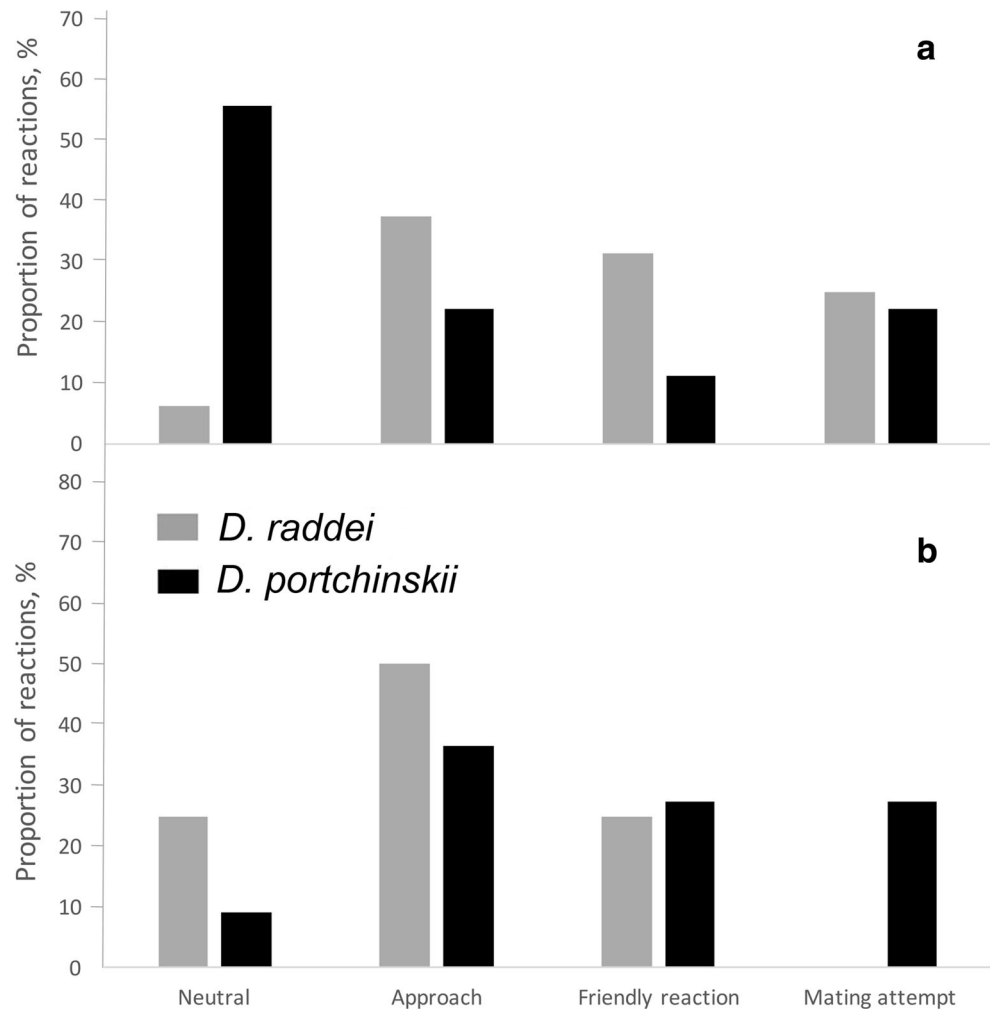 70
a
60
50
40
30
20
10
0
Proportion of reactions, %
80
D. raddei
70
b
D. portchinskii
60
50
40
30
20
10
0
Proportion of reactions, %
Neutral Approach Friendly reaction Mating attempt